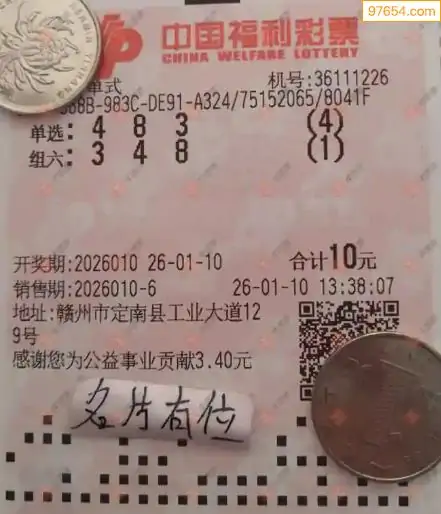 97654.com
中国福利彩票
CHINA WELFARE LOTTERY
单式 机号:36111226
88B-983C-DE91-A324/75152065/8041F
单选: 4 8 3 (4)
组六: 3 4 8 (1)
开奖期:2026010 26-01-10 合计10元
销售期:2026010-6 26-01-10 13:38:07
地址:赣州市定南县工业大道12
9号
感谢您为公益事业贡献3.40元
名片有位